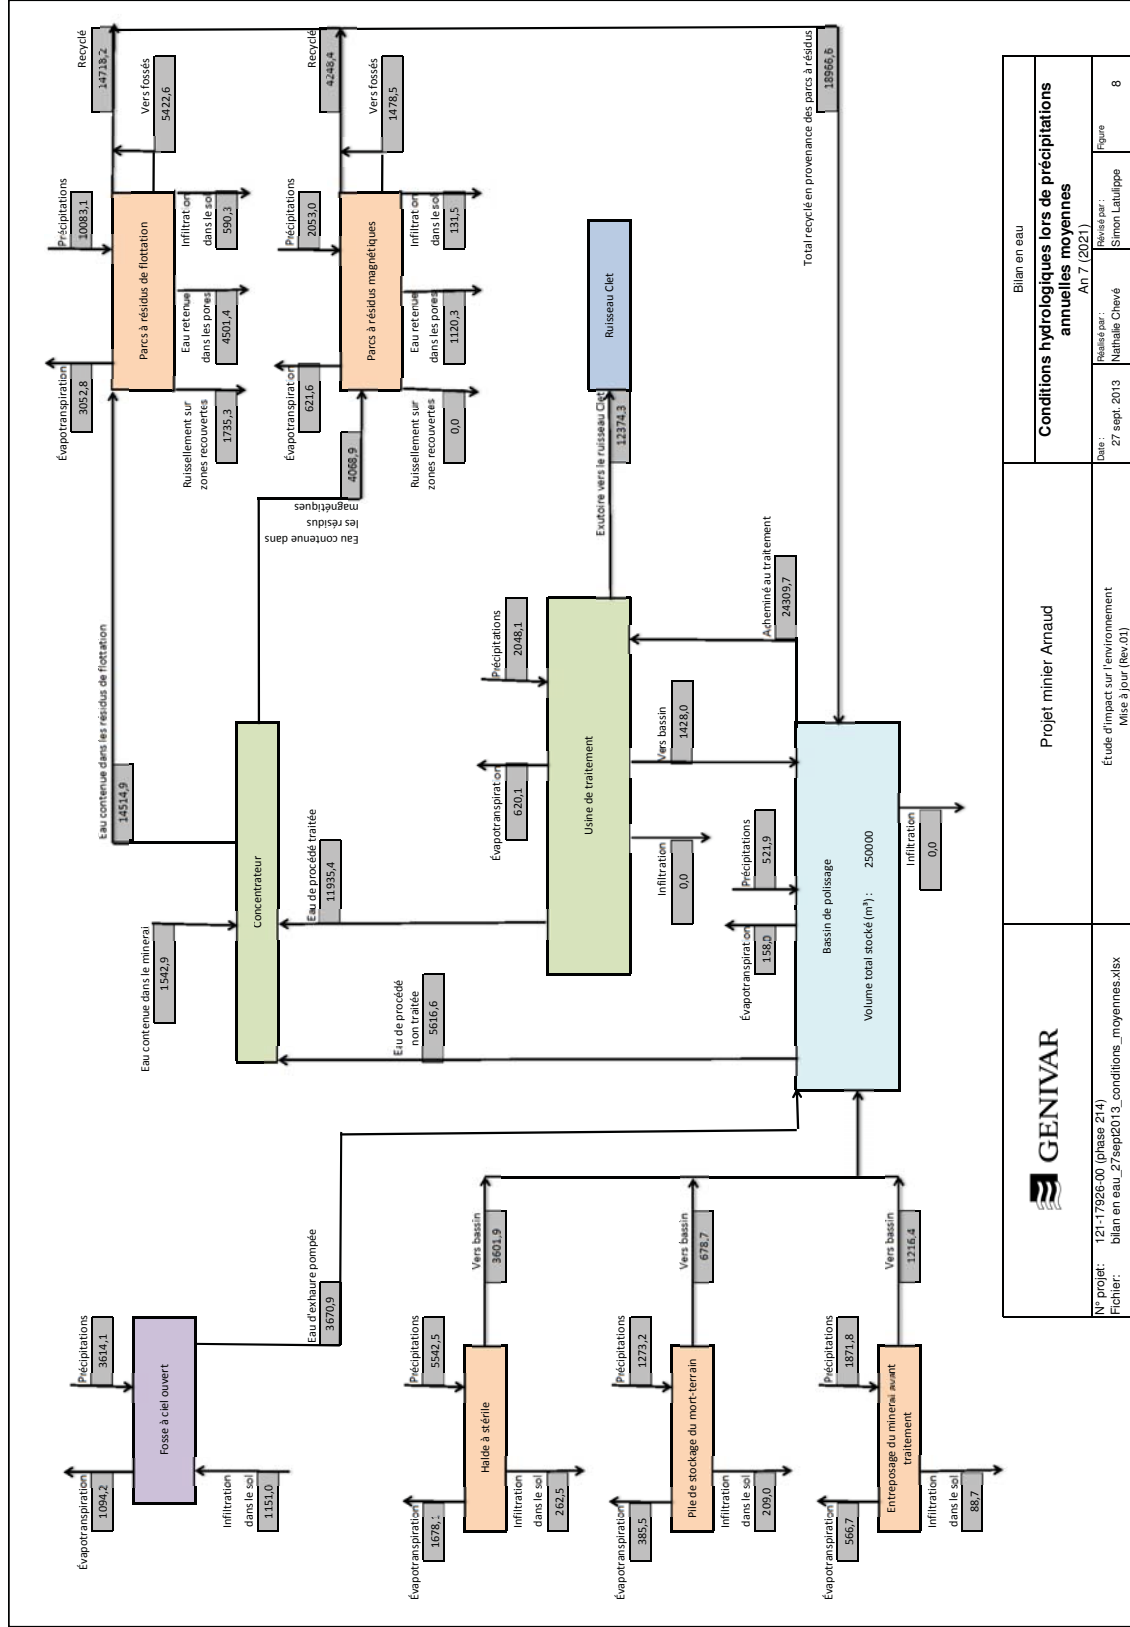 Évapotranspiration
1094,2
Précipitations
3614,1
Fosse à ciel ouvert
Infiltration
dans le sol
1151,0
Eau d'exhaure pompée
3670,9
Évapotranspiration
Précipitations
5542,5
Halde à stérile
Infiltration
dans le sol
262,5
Vers bassin
3601,9
Évapotranspiration
385,5
Précipitations
1273,2
Pile de stockage du mort-terrain
Infiltration
dans le sol
209,0
Vers bassin
678,7
Évapotranspiration
566,7
Précipitations
1871,8
Entreposage du minerai avant
traitement
Infiltration
dans le sol
88,7
Vers bassin
1216,4
Eau contenue dans le minerai
1542,9
Concentrateur
Eau de procédé
non traitée
5616,6
Eau de procédé traitée
11935,4
Eau contenue dans les résidus de flottation
14514,9
Eau contenue dans
les résidus
magnétiques
4068,9
Évapotranspiration
620,1
Précipitations
2048,1
Usine de traitement
Infiltration
0,0
Vers bassin
1428,0
Acheminé au traitement
24309,7
Exutoire vers le ruisseau Clet
12374,3
Ruisseau Clet
Évapotranspiration
158,0
Précipitations
521,9
Bassin de polissage
Volume total stocké (m³) : 250000
Infiltration
0,0
Évapotranspiration
3052,8
Précipitations
10083,1
Parcs à résidus de flottation
Ruissellement sur
zones recouvertes
1735,3
Eau retenue
dans les pores
4501,4
Infiltration
dans le sol
590,3
Vers fossés
5422,6
Recyclé
14718,2
Évapotranspiration
621,6
Précipitations
2053,0
Parcs à résidus magnétiques
Ruissellement sur
zones recouvertes
0,0
Eau retenue
dans les pores
1120,3
Infiltration
dans le sol
131,5
Vers fossés
1478,5
Recyclé
4248,4
Total recyclé en provenance des parcs à résidus
18966,6
GENIVAR
N° projet: 121-17926-00 (phase 214)
Fichier: bilan en eau_27sept2013_conditions_moyennes.xlsx
Projet minier Arnaud
Étude d'impact sur l'environnement
Mise à jour (Rev.01)
Bilan en eau
Conditions hydrologiques lors de précipitations
annuelles moyennes
An 7 (2021)
Date : 27 sept. 2013
Réalisé par : Nathalie Chevé
Révisé par : Simon Latulippe
Figure 8